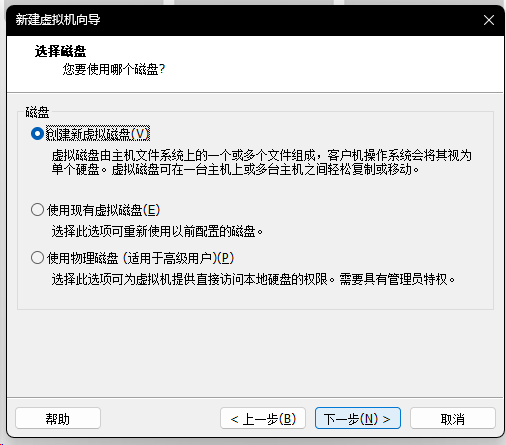 新建虚拟机向导
选择磁盘
您要使用哪个磁盘?
磁盘
创建新虚拟磁盘(V)
虚拟磁盘由主机文件系统上的一个或多个文件组成，客户机操作系统会将其视为
单个硬盘。虚拟磁盘可在一台主机上或多台主机之间轻松复制或移动。
使用现有虚拟磁盘(E)
选择此选项可重新使用以前配置的磁盘。
使用物理磁盘 (适用于高级用户)(P)
选择此选项可为虚拟机提供直接访问本地硬盘的权限。需要具有管理员特权。
帮助
< 上一步(B)
下一步(N) >
取消